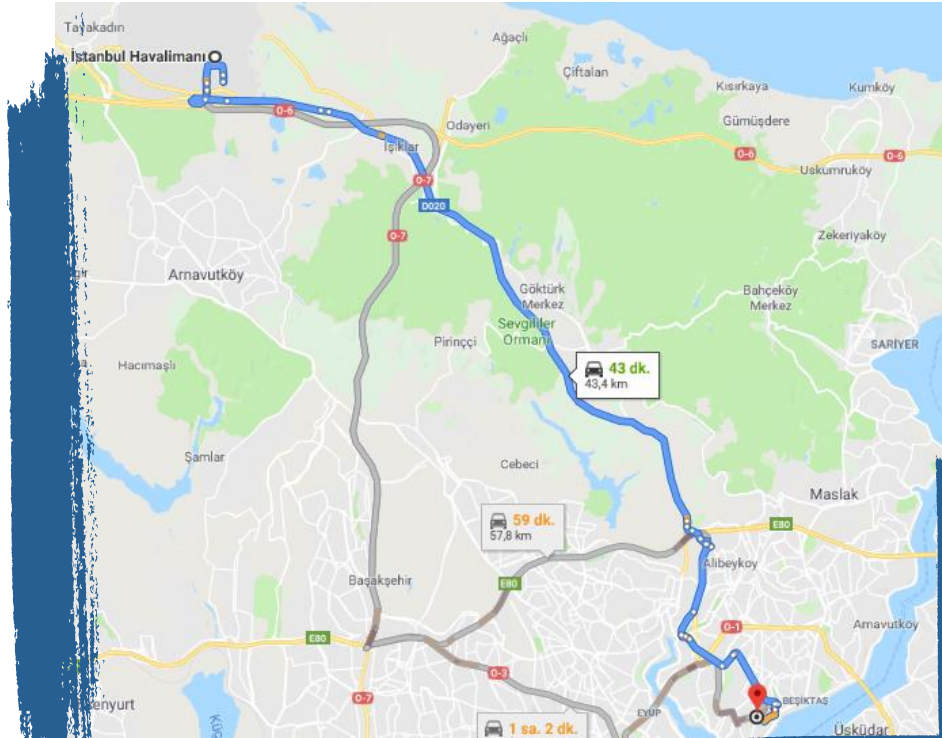 Tayakadın
İstanbul Havalimanı
Ağaçlı
Çiftalan
Kısırkaya
Kumköy
O-6
Odayeri
Gümüşdere
Işıklar
O-6
O-6
Uskumruköy
O-7
D020
O-7
Zekeriyaköy
Arnavutköy
Göktürk
Merkez
Bahçeköy
Merkez
Sevgililer
Ormanı
Pirinççi
SARIYER
Hacımaşlı
43 dk.
43,4 km
Şamlar
Cebeci
Maslak
59 dk.
57,8 km
E80
Alibeyköy
Başakşehir
E80
Arnavutköy
O-1
E80
O-3
O-7
BEŞİKTAŞ
EYÜP
1 sa. 2 dk.
Üsküdar